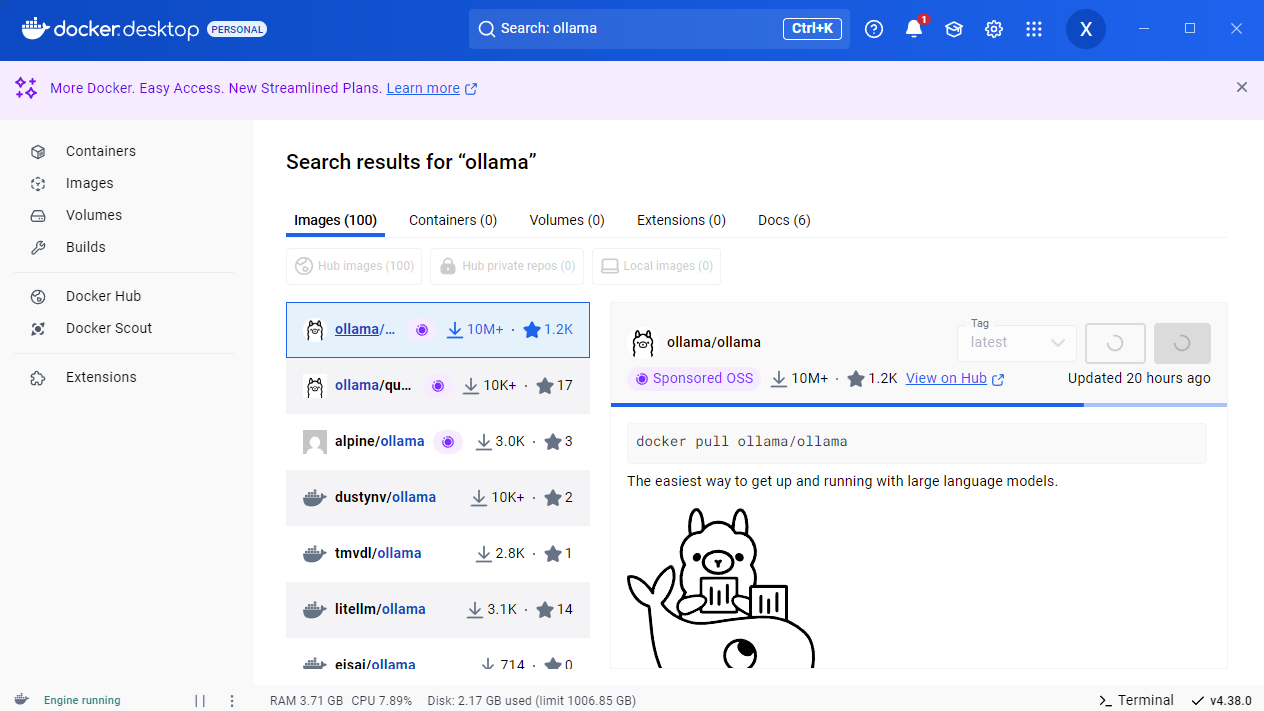 docker desktop PERSONAL
Search: ollama Ctrl+K
1
X
More Docker. Easy Access. New Streamlined Plans. Learn more
Containers
Images
Volumes
Builds
Docker Hub
Docker Scout
Extensions
Search results for “ollama”
Images (100) Containers (0) Volumes (0) Extensions (0) Docs (6)
Hub images (100) Hub private repos (0) Local images (0)
ollama/... 10M+ · 1.2K
ollama/qu... 10K+ · 17
alpine/ollama 3.0K · 3
dustynv/ollama 10K+ · 2
tmvdl/ollama 2.8K · 1
litellm/ollama 3.1K · 14
eisai/ollama 714 · 0
ollama/ollama
Tag
latest
Sponsored OSS 10M+ · 1.2K View on Hub Updated 20 hours ago
docker pull ollama/ollama
The easiest way to get up and running with large language models.
Engine running
RAM 3.71 GB CPU 7.89% Disk: 2.17 GB used (limit 1006.85 GB)
Terminal v4.38.0